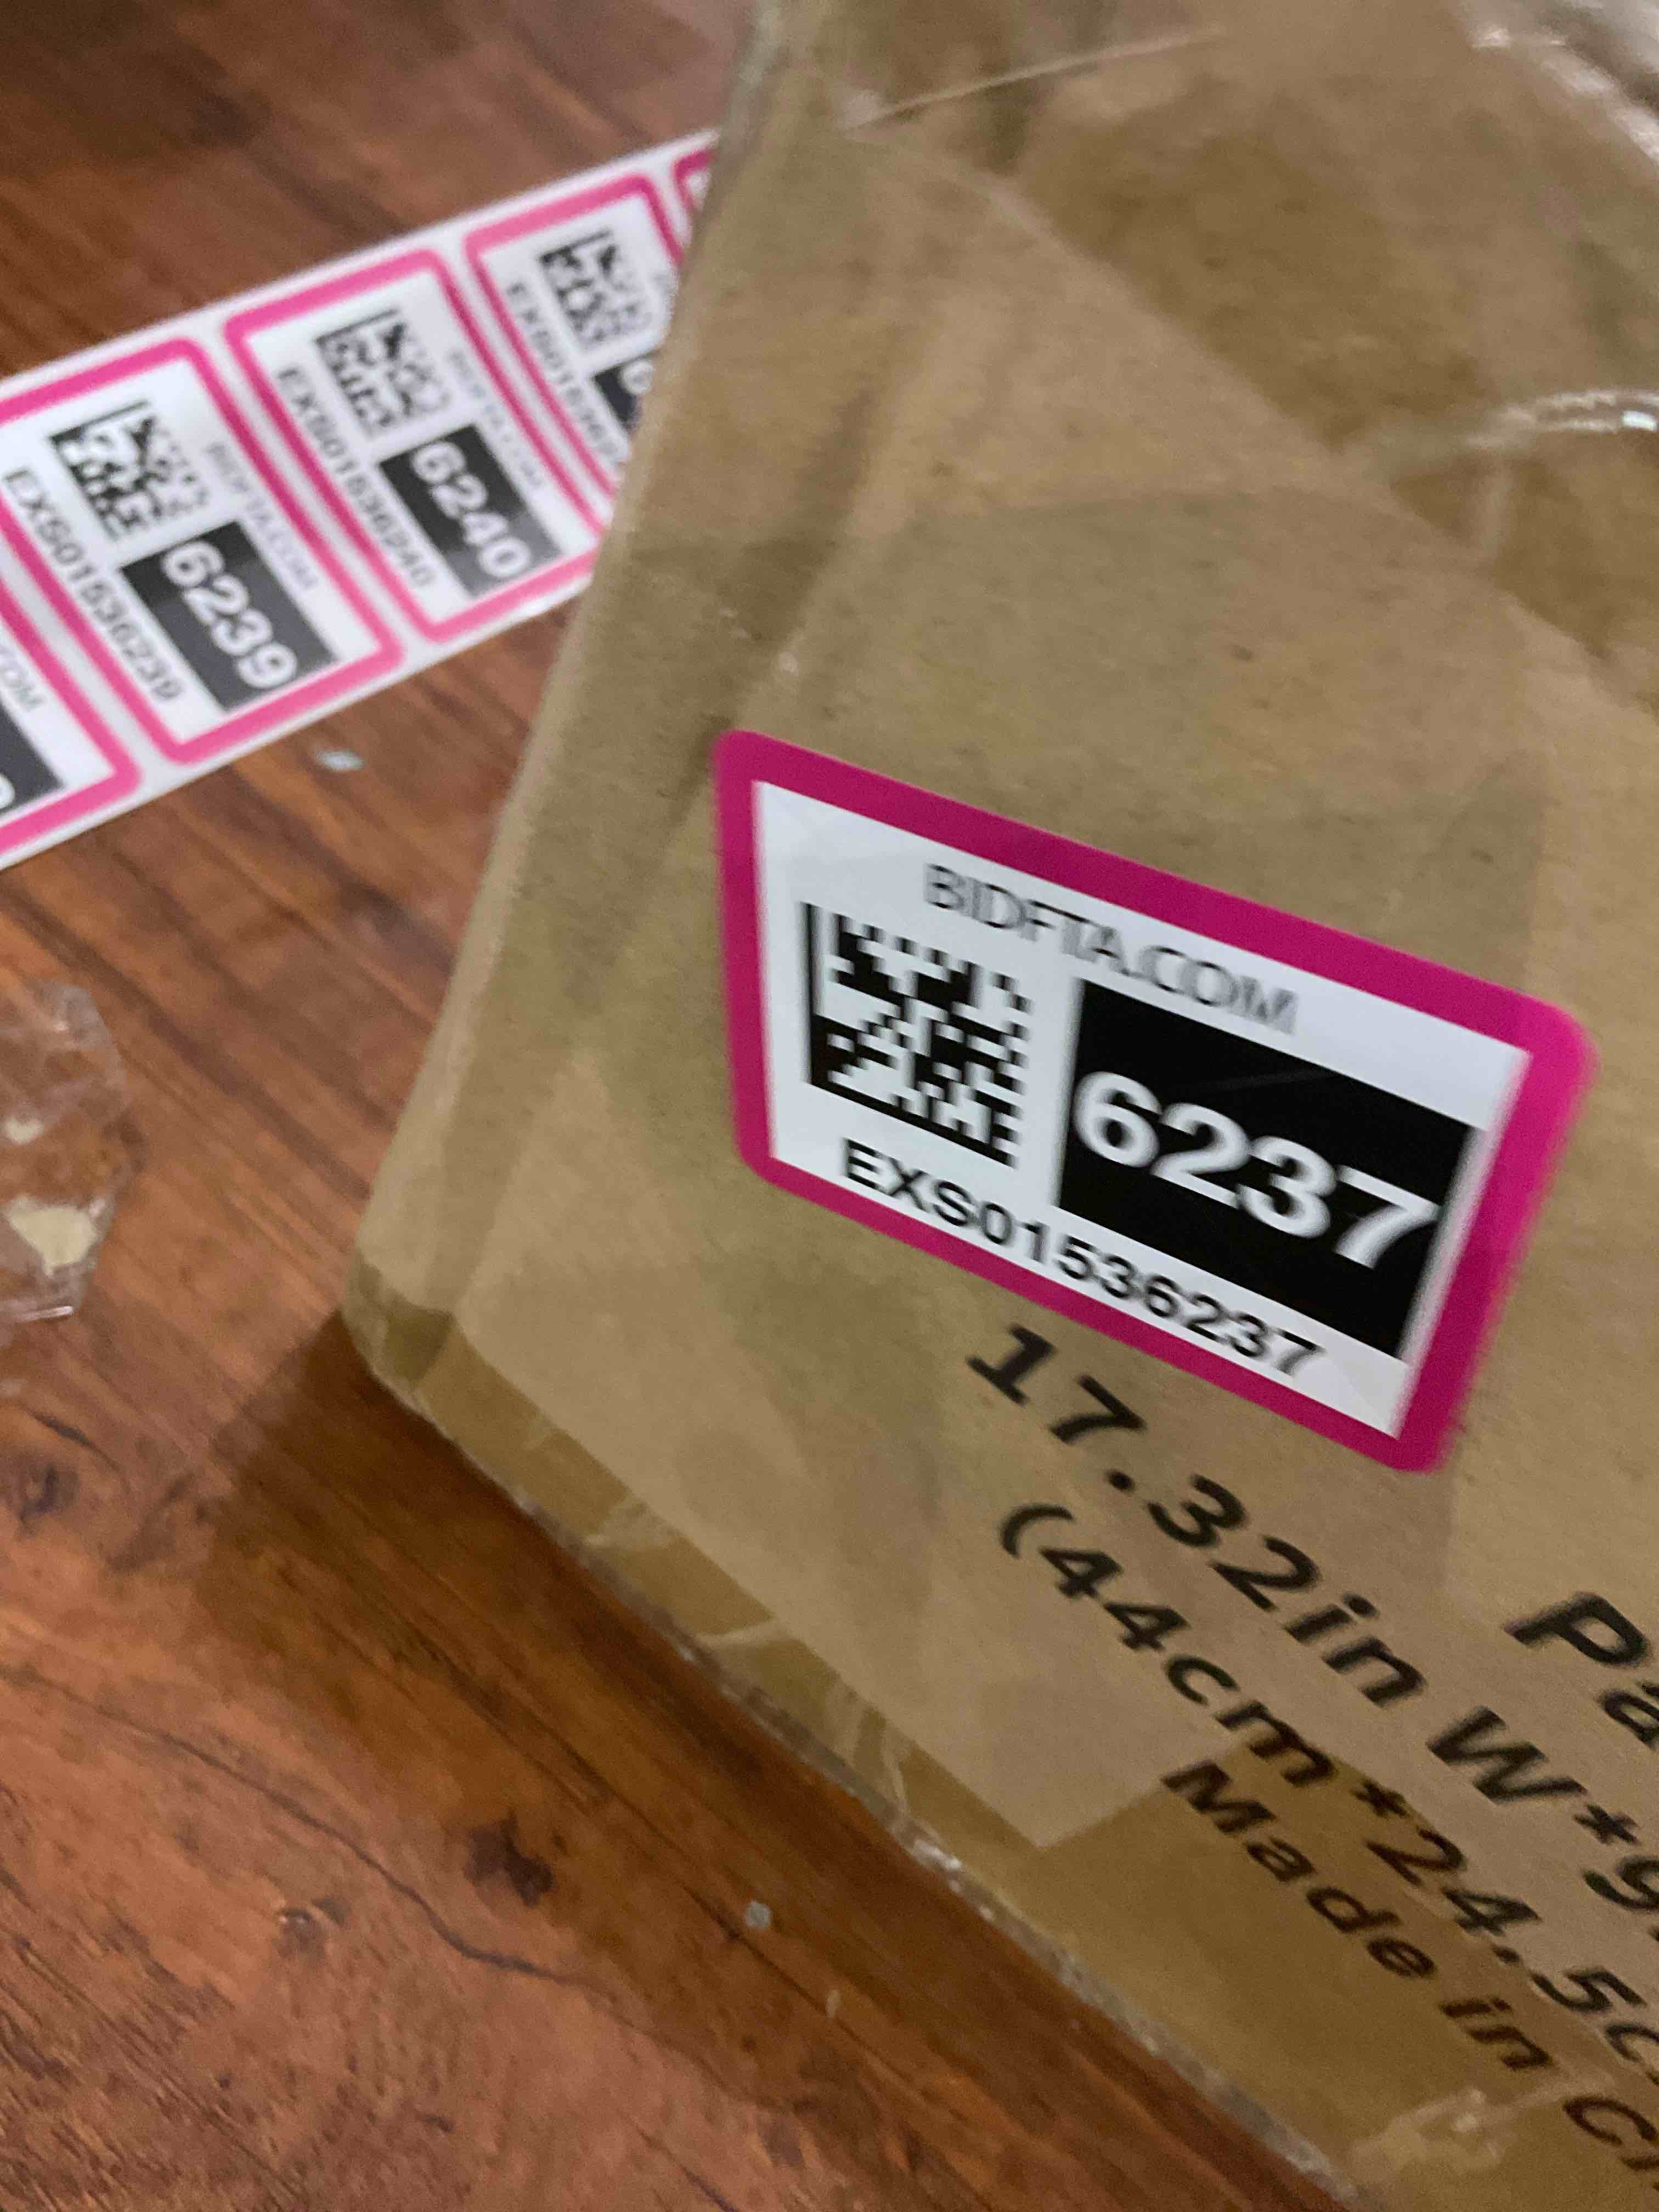 BIDFTA.COM
6237
EXS01536237
17.32in W*9
(44cm*24.5c
Made in C
BIDFTA.COM
6239
EXS01536239
BIDFTA.COM
6240
EXS01536240